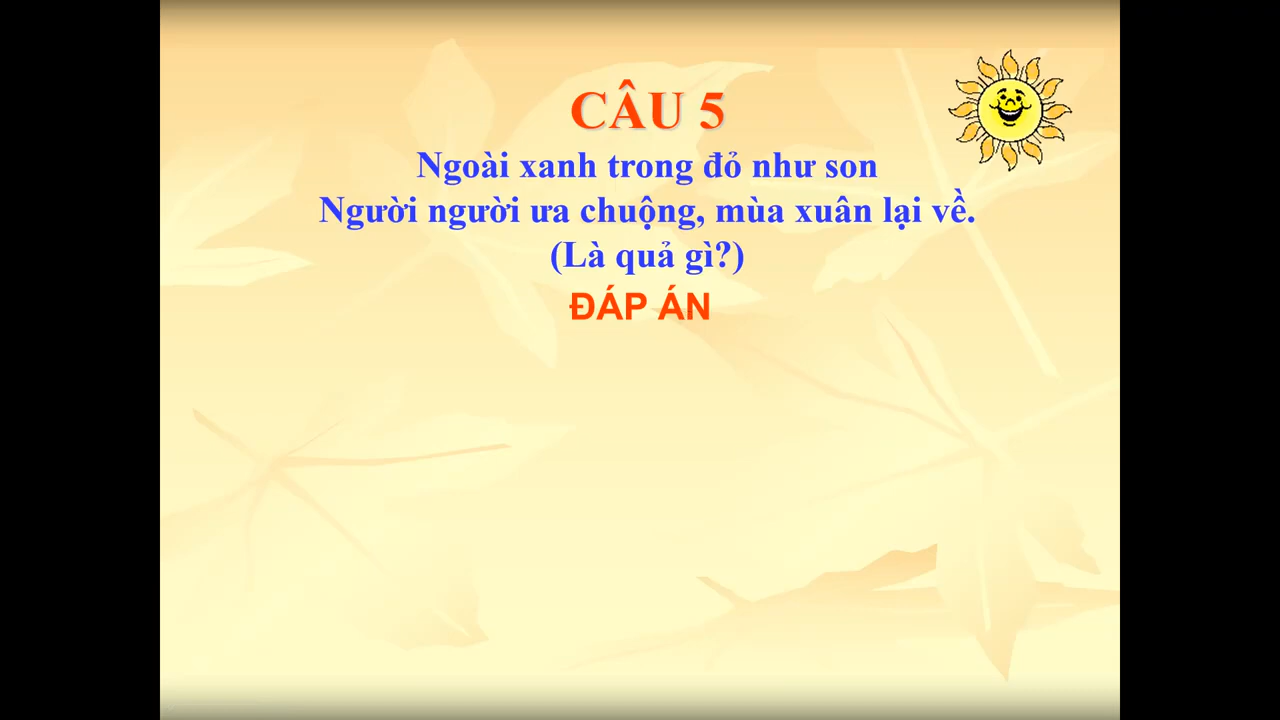 CÂU 5
Ngoài xanh trong đỏ như son
Người người ưa chuộng, mùa xuân lại về.
(Là quả gì?)
ĐÁP ÁN